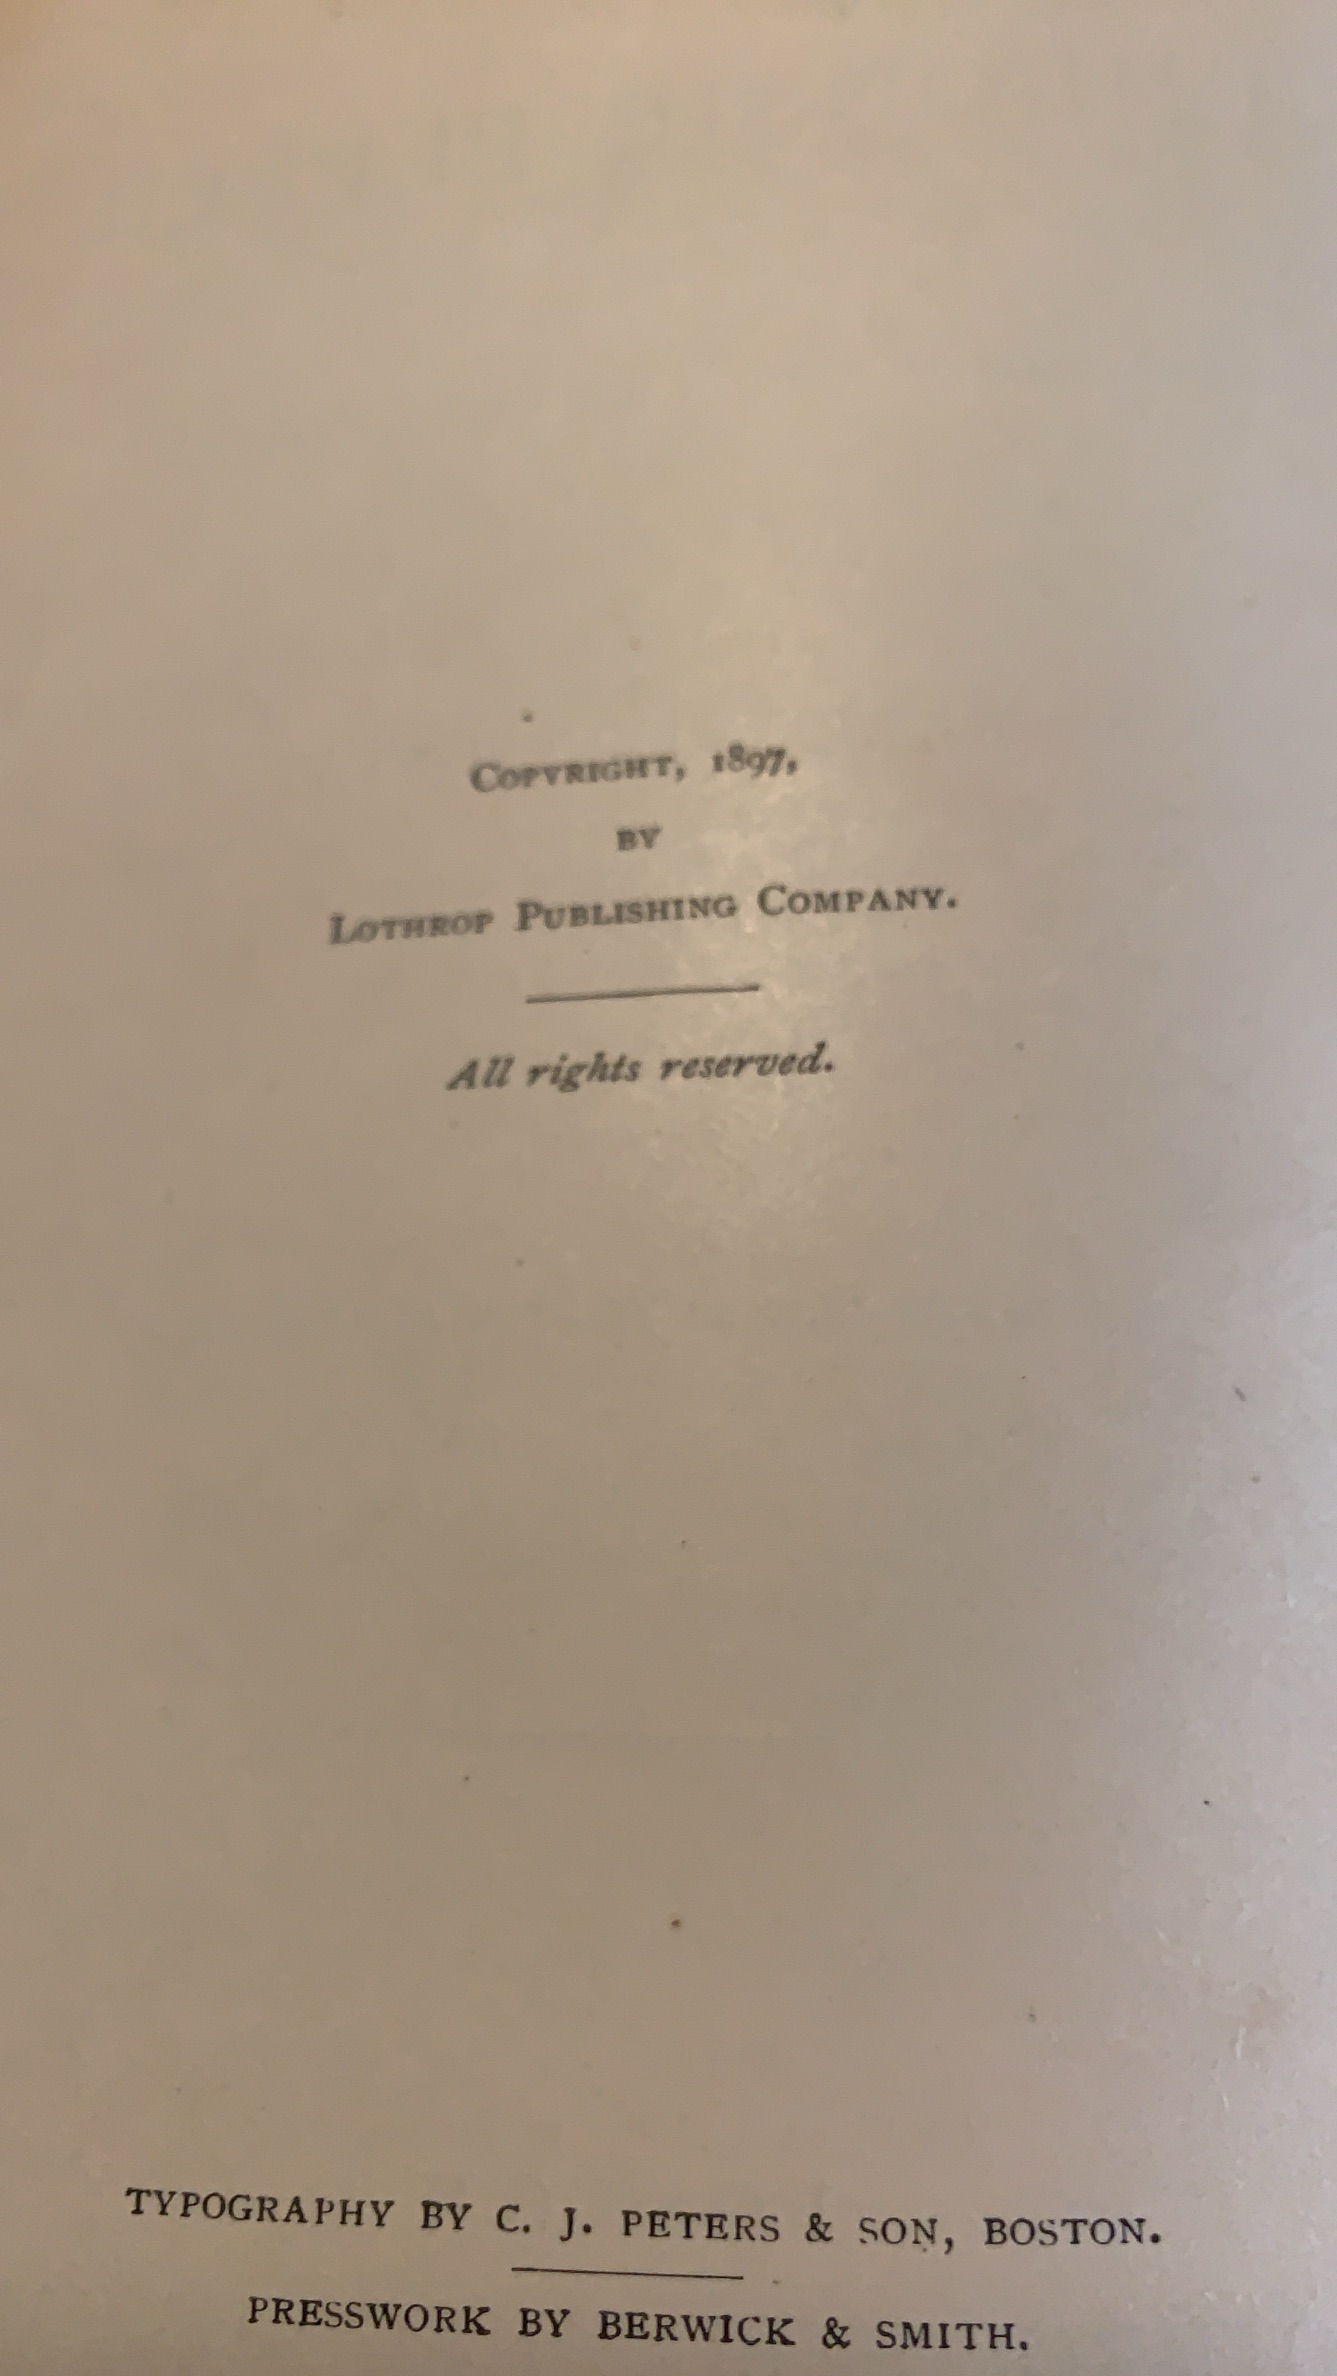 COPYRIGHT, 1897,
BY
LOTHROP PUBLISHING COMPANY.
All rights reserved.
TYPOGRAPHY BY C. J. PETERS & SON, BOSTON.
PRESSWORK BY BERWICK & SMITH.